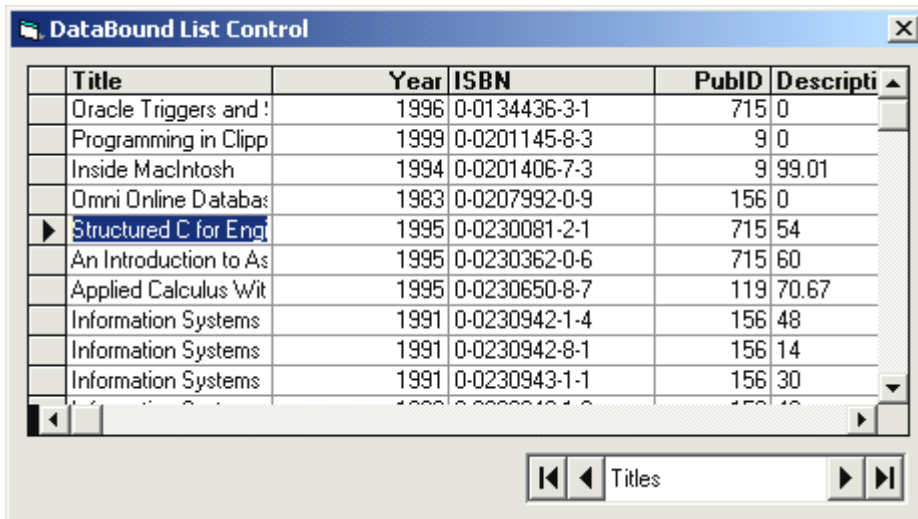 DataBound List Control
Title Year ISBN PubID Descripti
Oracle Triggers and 1996 0-0134436-3-1 715 0
Programming in Clipp 1999 0-0201145-8-3 9 0
Inside MacIntosh 1994 0-0201406-7-3 9 99.01
Omni Online Databas 1983 0-0207992-0-9 156 0
Structured C for Engi 1995 0-0230081-2-1 715 54
An Introduction to As 1995 0-0230362-0-6 715 60
Applied Calculus Wit 1995 0-0230650-8-7 119 70.67
Information Systems 1991 0-0230942-1-4 156 48
Information Systems 1991 0-0230942-8-1 156 14
Information Systems 1991 0-0230943-1-1 156 30
Titles